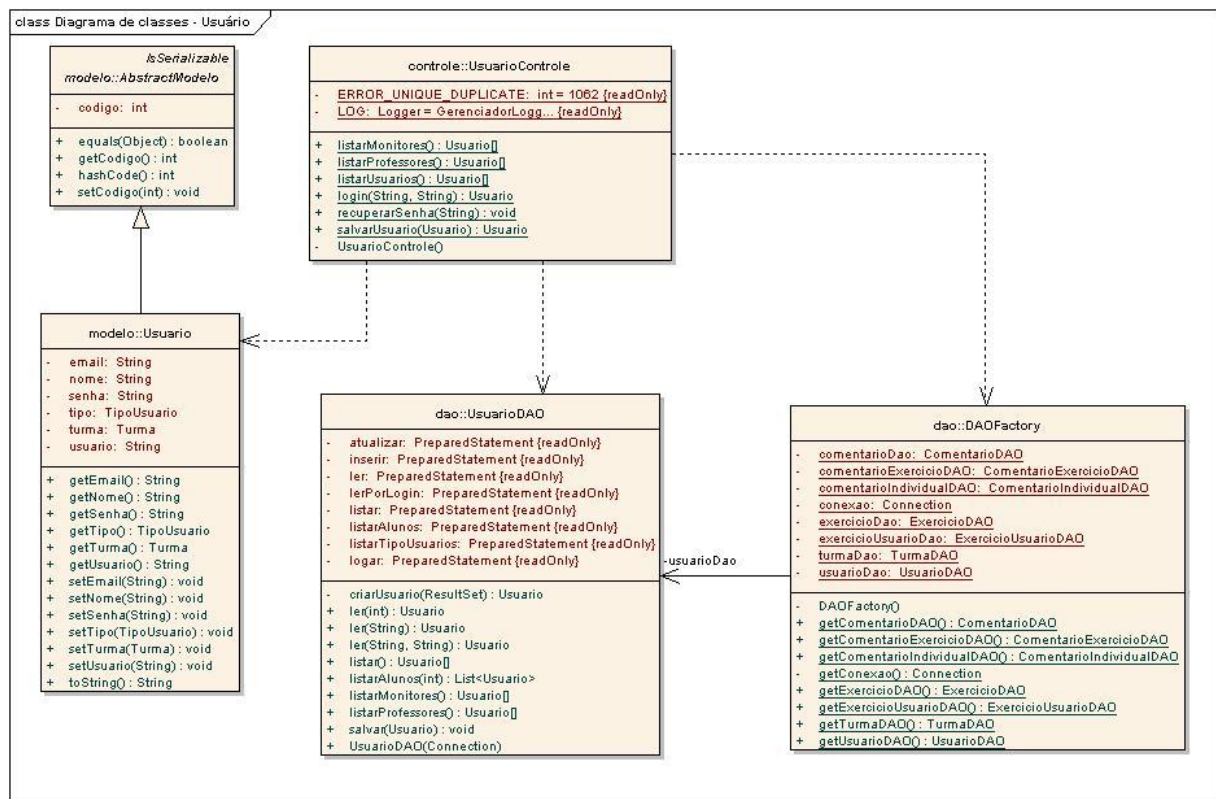 class Diagrama de classes - Usuário
IsSerializable
modelo::AbstractModelo
- codigo: int
+ equals(Object) : boolean
+ getCodigo() : int
+ hashCode() : int
+ setCodigo(int) : void
controle::UsuarioControle
- ERROR_UNIQUE_DUPLICATE: int = 1062 {readOnly}
- LOG: Logger = GerenciadorLogg... {readOnly}
+ listarMonitores() : Usuario[]
+ listarProfessores() : Usuario[]
+ listarUsuarios() : Usuario[]
+ login(String, String) : Usuario
+ recuperarSenha(String) : void
+ salvarUsuario(Usuario) : Usuario
- UsuarioControle()
modelo::Usuario
- email: String
- nome: String
- senha: String
- tipo: TipoUsuario
- turma: Turma
- usuario: String
+ getEmail() : String
+ getNome() : String
+ getSenha() : String
+ getTipo() : TipoUsuario
+ getTurma() : Turma
+ getUsuario() : String
+ setEmail(String) : void
+ setNome(String) : void
+ setSenha(String) : void
+ setTipo(TipoUsuario) : void
+ setTurma(Turma) : void
+ setUsuario(String) : void
+ toString() : String
dao::UsuarioDAO
- atualizar: PreparedStatement {readOnly}
- inserir: PreparedStatement {readOnly}
- ler: PreparedStatement {readOnly}
- lerPorLogin: PreparedStatement {readOnly}
- listar: PreparedStatement {readOnly}
- listarAlunos: PreparedStatement {readOnly}
- listarTipoUsuarios: PreparedStatement {readOnly}
- logar: PreparedStatement {readOnly}
- criarUsuario(ResultSet) : Usuario
+ ler(int) : Usuario
+ ler(String) : Usuario
+ ler(String, String) : Usuario
+ listar() : Usuario[]
+ listarAlunos(int) : List<Usuario>
+ listarMonitores() : Usuario[]
+ listarProfessores() : Usuario[]
+ salvar(Usuario) : void
+ UsuarioDAO(Connection)
-usuarioDao
dao::DAOFactory
- comentarioDao: ComentarioDAO
- comentarioExercicioDAO: ComentarioExercicioDAO
- comentarioIndividualDAO: ComentarioIndividualDAO
- conexao: Connection
- exercicioDao: ExercicioDAO
- exercicioUsuarioDao: ExercicioUsuarioDAO
- turmaDao: TurmaDAO
- usuarioDao: UsuarioDAO
- DAOFactory()
+ getComentarioDAO() : ComentarioDAO
+ getComentarioExercicioDAO() : ComentarioExercicioDAO
+ getComentarioIndividualDAO() : ComentarioIndividualDAO
- getConexao() : Connection
+ getExercicioDAO() : ExercicioDAO
+ getExercicioUsuarioDAO() : ExercicioUsuarioDAO
+ getTurmaDAO() : TurmaDAO
+ getUsuarioDAO() : UsuarioDAO